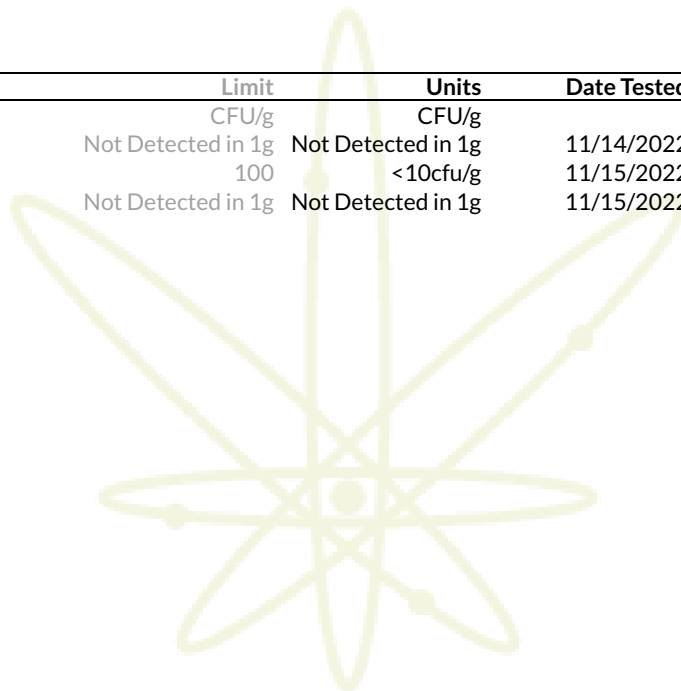 Limit Units Date Tested
CFU/g CFU/g
Not Detected in 1g Not Detected in 1g 11/14/2022
100 <10cfu/g 11/15/2022
Not Detected in 1g Not Detected in 1g 11/15/2022